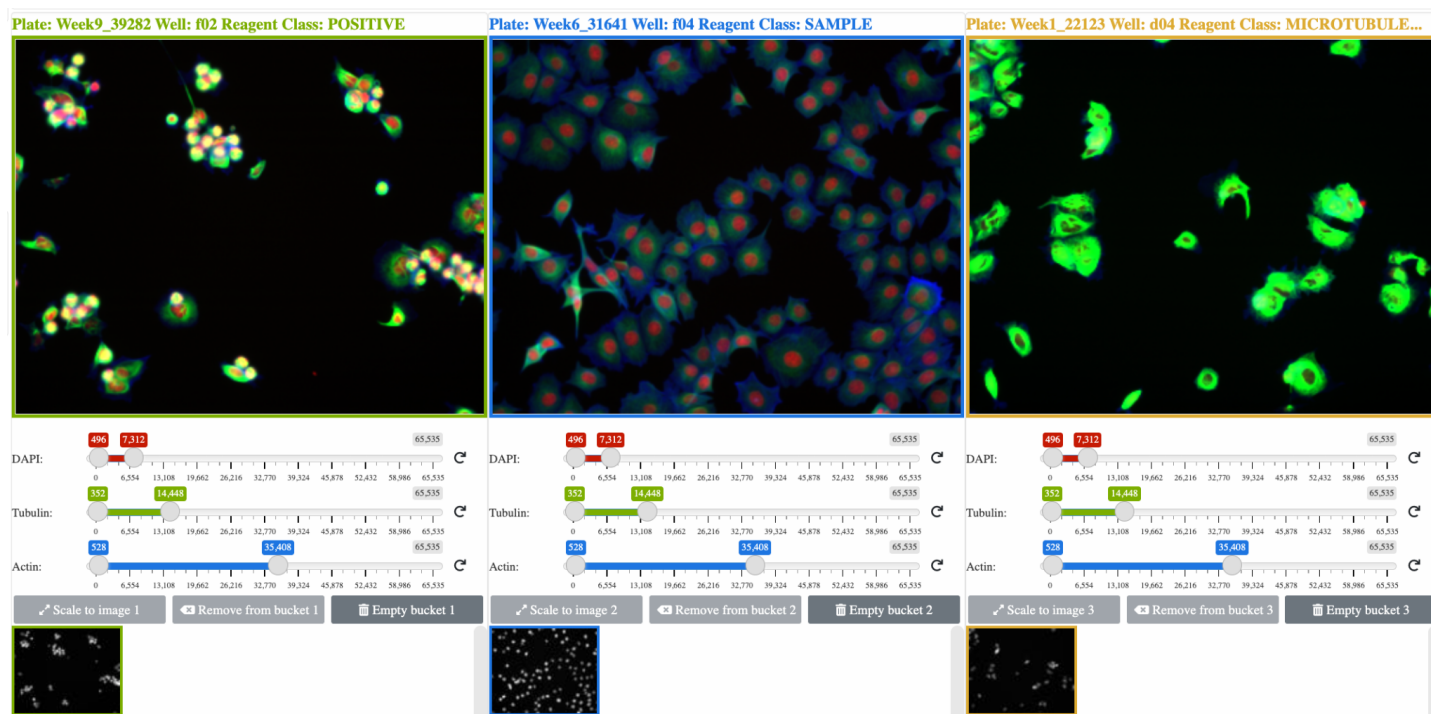 Plate: Week9_39282 Well: f02 Reagent Class: POSITIVE
Plate: Week6_31641 Well: f04 Reagent Class: SAMPLE
Plate: Week1_22123 Well: d04 Reagent Class: MICROTUBULE...
496 7,312 65,535
DAPI:
0 6,554 13,108 19,662 26,216 32,770 39,324 45,878 52,432 58,986 65,535
352 14,448 65,535
Tubulin:
0 6,554 13,108 19,662 26,216 32,770 39,324 45,878 52,432 58,986 65,535
528 35,408 65,535
Actin:
0 6,554 13,108 19,662 26,216 32,770 39,324 45,878 52,432 58,986 65,535
Scale to image 1 Remove from bucket 1 Empty bucket 1
496 7,312 65,535
DAPI:
0 6,554 13,108 19,662 26,216 32,770 39,324 45,878 52,432 58,986 65,535
352 14,448 65,535
Tubulin:
0 6,554 13,108 19,662 26,216 32,770 39,324 45,878 52,432 58,986 65,535
528 35,408 65,535
Actin:
0 6,554 13,108 19,662 26,216 32,770 39,324 45,878 52,432 58,986 65,535
Scale to image 2 Remove from bucket 2 Empty bucket 2
496 7,312 65,535
DAPI:
0 6,554 13,108 19,662 26,216 32,770 39,324 45,878 52,432 58,986 65,535
352 14,448 65,535
Tubulin:
0 6,554 13,108 19,662 26,216 32,770 39,324 45,878 52,432 58,986 65,535
528 35,408 65,535
Actin:
0 6,554 13,108 19,662 26,216 32,770 39,324 45,878 52,432 58,986 65,535
Scale to image 3 Remove from bucket 3 Empty bucket 3